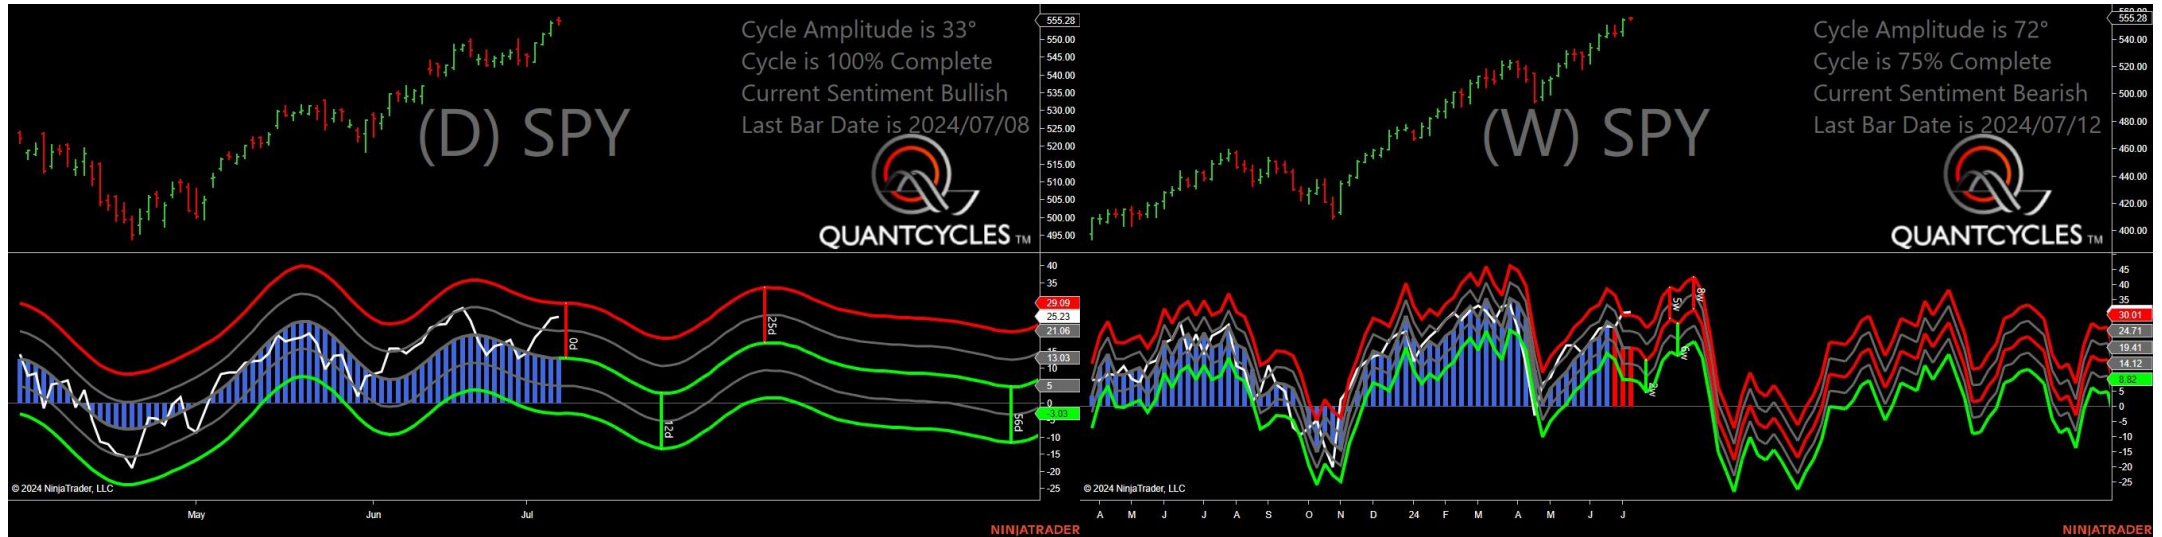 Cycle Amplitude is 33°
Cycle is 100% Complete
Current Sentiment Bullish
Last Bar Date is 2024/07/08
(D) SPY
QUANTCYCLES TM
555.28
550.00
545.00
540.00
535.00
530.00
525.00
520.00
515.00
510.00
505.00
500.00
495.00
40
35
29.09
25.23
21.06
15
13.03
10
5
0
-3.03
-5
-10
-15
-20
-25
0d
12d
25d
56d
© 2024 NinjaTrader, LLC
May
Jun
Jul
NINJATRADER
Cycle Amplitude is 72°
Cycle is 75% Complete
Current Sentiment Bearish
Last Bar Date is 2024/07/12
(W) SPY
QUANTCYCLES TM
560.00
555.28
540.00
520.00
500.00
480.00
460.00
440.00
420.00
400.00
45
40
35
30.01
24.71
19.41
14.12
8.82
5
0
-5
-10
-15
-20
-25
2w
5w
6w
8w
© 2024 NinjaTrader, LLC
A M J J A S O N D 24 F M A M J J
NINJATRADER